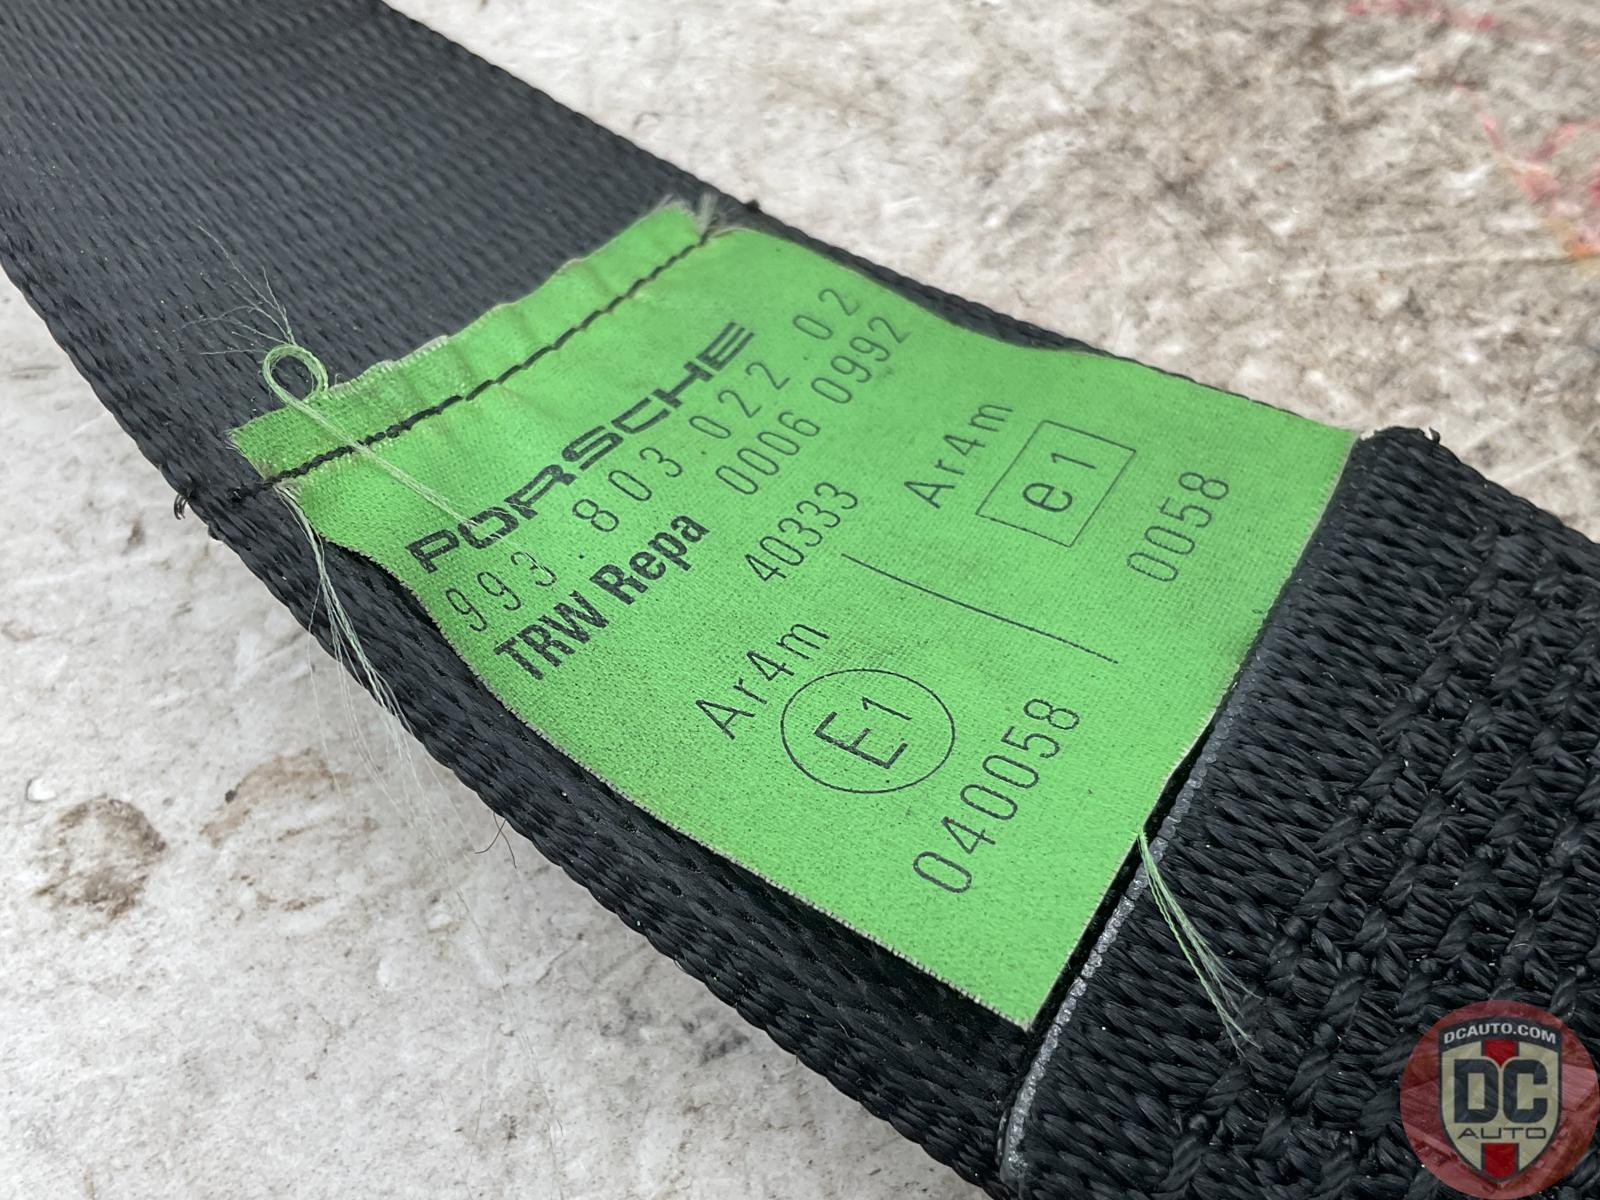 PORSCHE
993.803.022.02
TRW Repa 0006 0992
40333
Ar4m
e1
0058
Ar4m
E1
040058
DCAUTO.COM
DC
AUTO